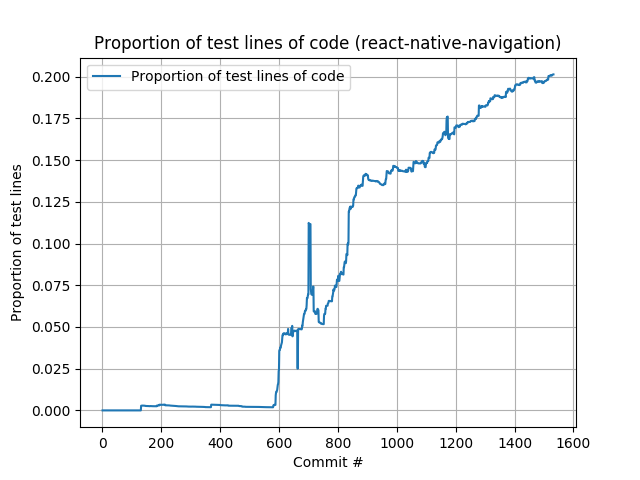 Proportion of test lines of code (react-native-navigation)
Proportion of test lines of code
Proportion of test lines
0.200
0.175
0.150
0.125
0.100
0.075
0.050
0.025
0.000
0 200 400 600 800 1000 1200 1400 1600
Commit #